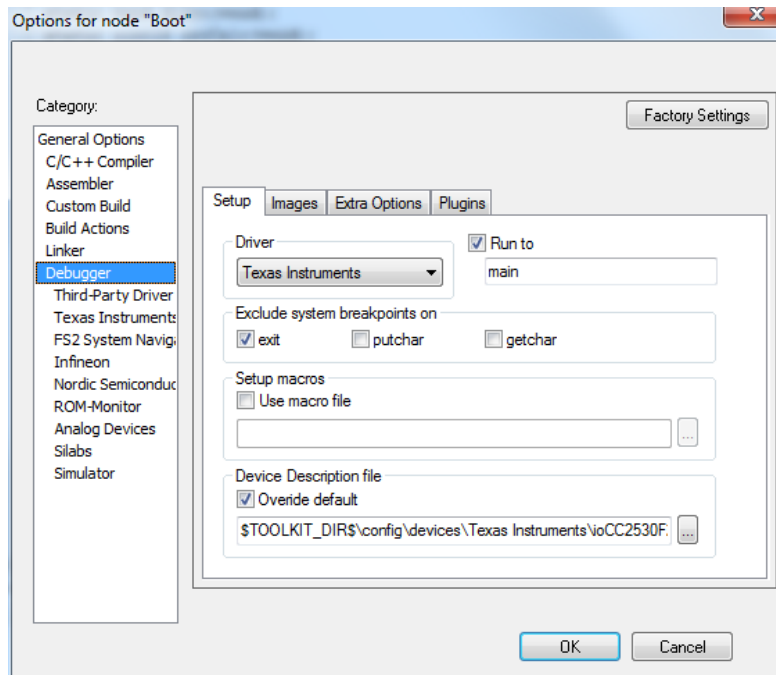 Options for node "Boot"
Category:
Factory Settings
General Options
C/C++ Compiler
Assembler
Custom Build
Build Actions
Linker
Debugger
Third-Party Driver
Texas Instruments
FS2 System Naviga
Infineon
Nordic Semiconduc
ROM-Monitor
Analog Devices
Silabs
Simulator
Setup Images Extra Options Plugins
Driver
Texas Instruments
Run to
main
Exclude system breakpoints on
exit putchar getchar
Setup macros
Use macro file
...
Device Description file
Overide default
$TOOLKIT_DIR$\config\devices\Texas Instruments\ioCC2530F. ...
OK Cancel